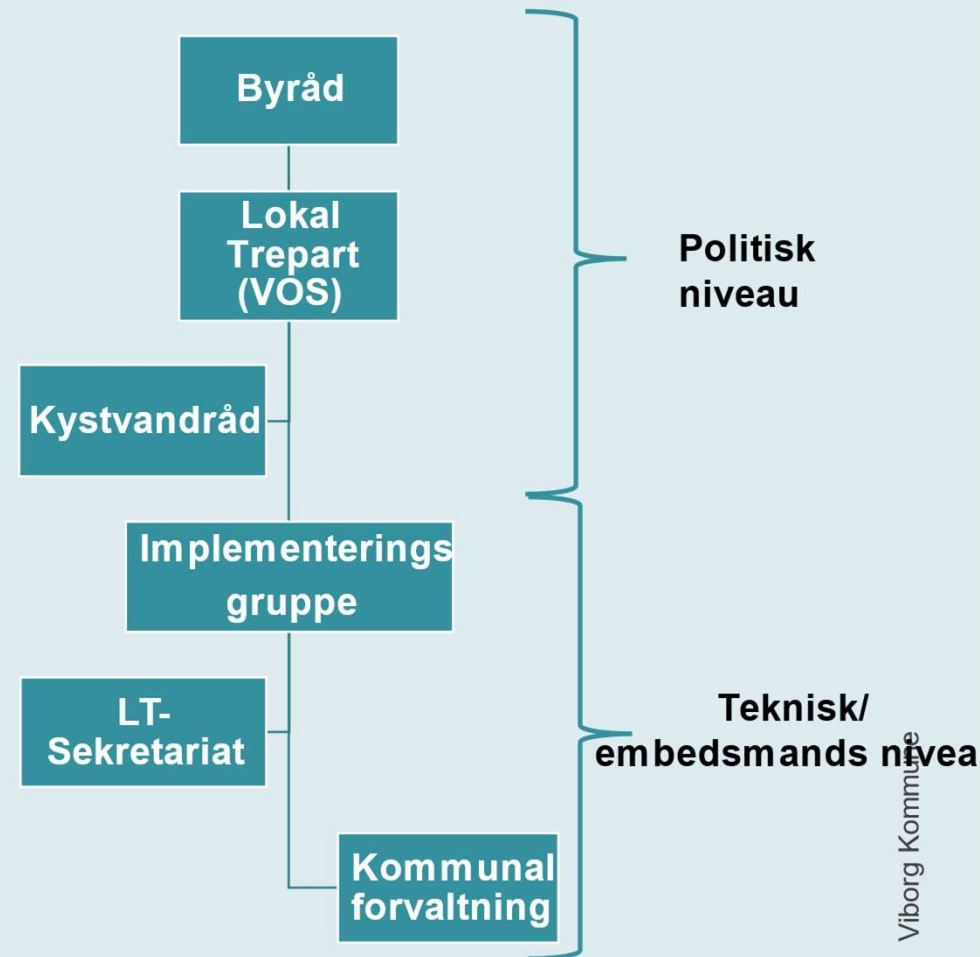 Byråd
Lokal
Trepart
(VOS)
Politisk
niveau
Kystvandråd
Implementerings
gruppe
LT-
Sekretariat
Teknisk/
embedsmands nivea
Kommunal
forvaltning
Viborg Kommune